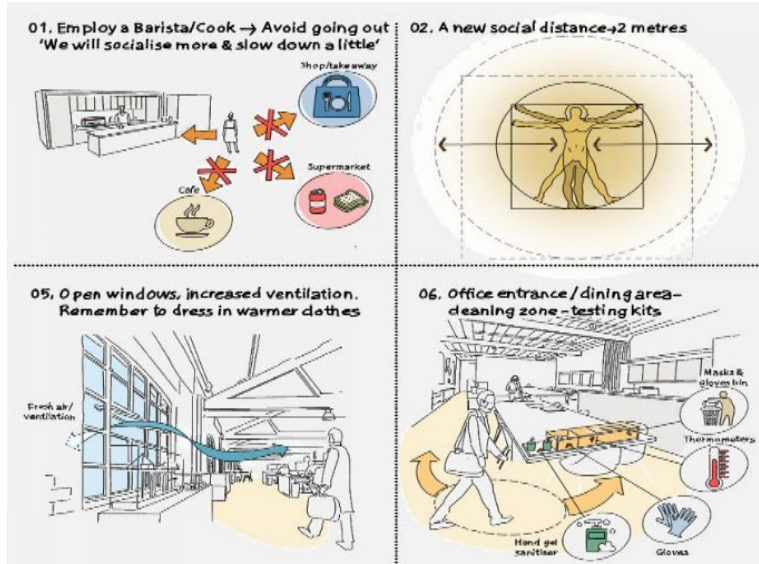 01. Employ a Barista/Cook → Avoid going out
'We will socialise more & slow down a little'
Shop/take away
Supermarket
Cafe
02. A new social distance→2 metres
05. Open windows, increased ventilation.
Remember to dress in warmer clothes
Fresh air/
ventilation
06. Office entrance / dining area-
cleaning zone - testing kits
Masks &
gloves bin
Thermometers
Hand gel
sanitiser
Gloves